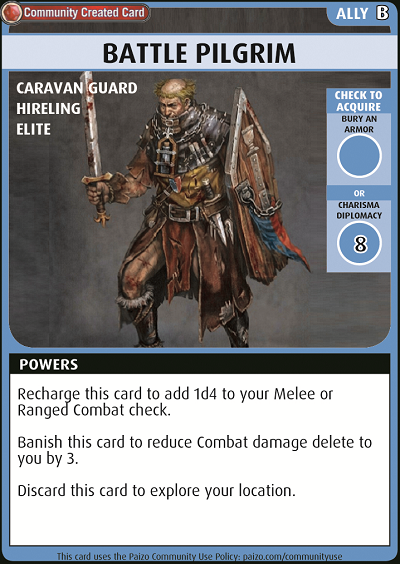 Community Created Card
ALLY B
BATTLE PILGRIM
CARAVAN GUARD
HIRELING
ELITE
CHECK TO
ACQUIRE
BURY AN
ARMOR
OR
CHARISMA
DIPLOMACY
8
POWERS
Recharge this card to add 1d4 to your Melee or
Ranged Combat check.
Banish this card to reduce Combat damage delete to
you by 3.
Discard this card to explore your location.
This card uses the Paizo Community Use Policy: paizo.com/communityuse